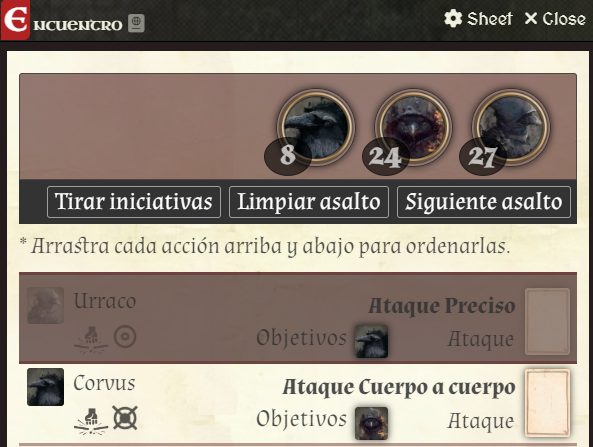 Encuentro
Sheet Close
8 24 27
Tirar iniciativas Limpiar asalto Siguiente asalto
* Arrastra cada acción arriba y abajo para ordenarlas.
Urraco Ataque Preciso
Objetivos Ataque
Corvus Ataque Cuerpo a cuerpo
Objetivos Ataque